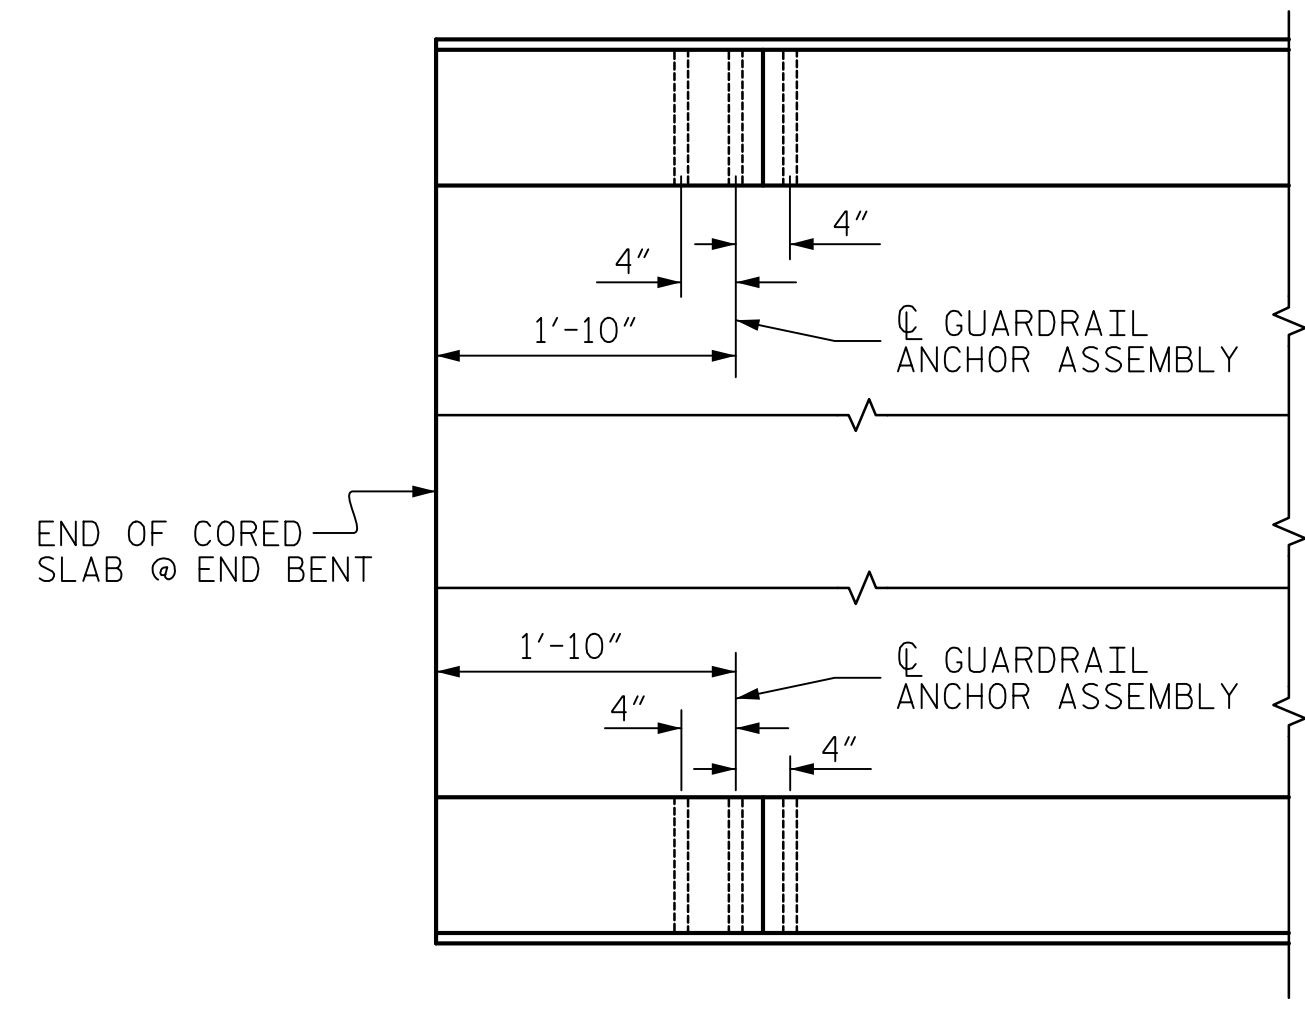 4"
4"
1'-10"
℄ GUARDRAIL
ANCHOR ASSEMBLY
END OF CORED
SLAB @ END BENT
1'-10"
℄ GUARDRAIL
ANCHOR ASSEMBLY
4"
4"